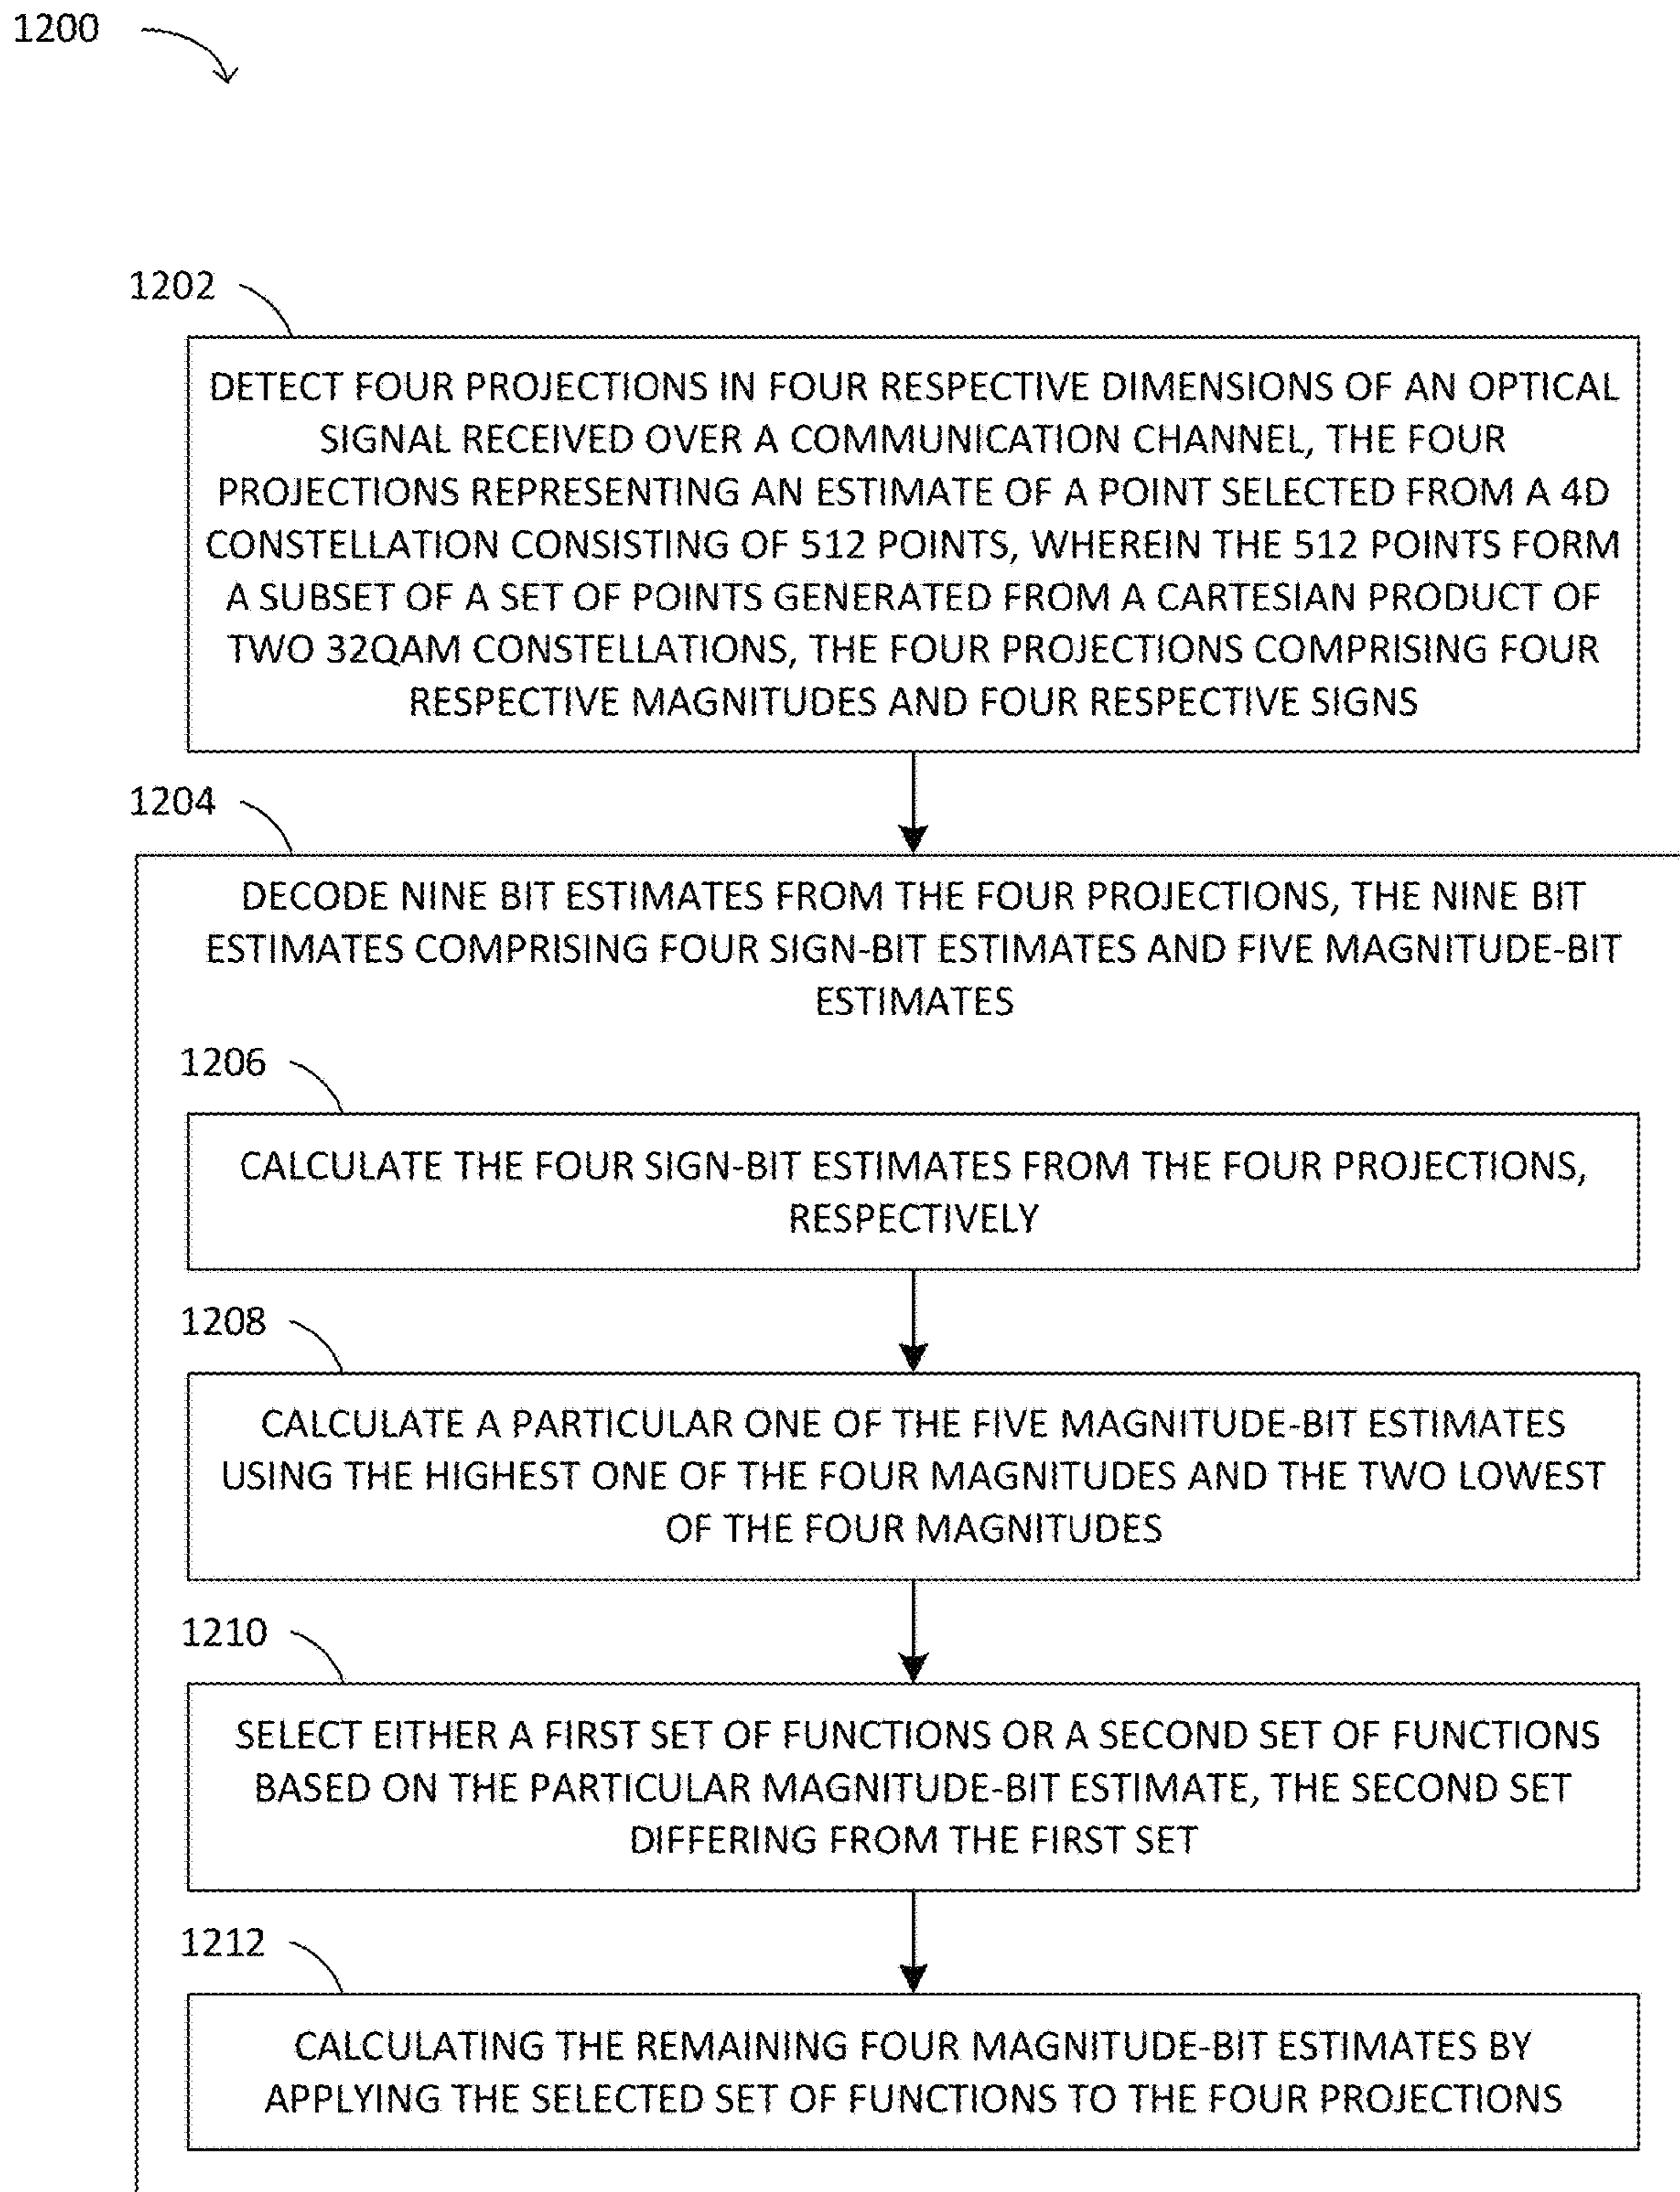 1200
1202
DETECT FOUR PROJECTIONS IN FOUR RESPECTIVE DIMENSIONS OF AN OPTICAL
SIGNAL RECEIVED OVER A COMMUNICATION CHANNEL, THE FOUR
PROJECTIONS REPRESENTING AN ESTIMATE OF A POINT SELECTED FROM A 4D
CONSTELLATION CONSISTING OF 512 POINTS, WHEREIN THE 512 POINTS FORM
A SUBSET OF A SET OF POINTS GENERATED FROM A CARTESIAN PRODUCT OF
TWO 32QAM CONSTELLATIONS, THE FOUR PROJECTIONS COMPRISING FOUR
RESPECTIVE MAGNITUDES AND FOUR RESPECTIVE SIGNS
1204
DECODE NINE BIT ESTIMATES FROM THE FOUR PROJECTIONS, THE NINE BIT
ESTIMATES COMPRISING FOUR SIGN-BIT ESTIMATES AND FIVE MAGNITUDE-BIT
ESTIMATES
1206
CALCULATE THE FOUR SIGN-BIT ESTIMATES FROM THE FOUR PROJECTIONS,
RESPECTIVELY
1208
CALCULATE A PARTICULAR ONE OF THE FIVE MAGNITUDE-BIT ESTIMATES
USING THE HIGHEST ONE OF THE FOUR MAGNITUDES AND THE TWO LOWEST
OF THE FOUR MAGNITUDES
1210
SELECT EITHER A FIRST SET OF FUNCTIONS OR A SECOND SET OF FUNCTIONS
BASED ON THE PARTICULAR MAGNITUDE-BIT ESTIMATE, THE SECOND SET
DIFFERING FROM THE FIRST SET
1212
CALCULATING THE REMAINING FOUR MAGNITUDE-BIT ESTIMATES BY
APPLYING THE SELECTED SET OF FUNCTIONS TO THE FOUR PROJECTIONS